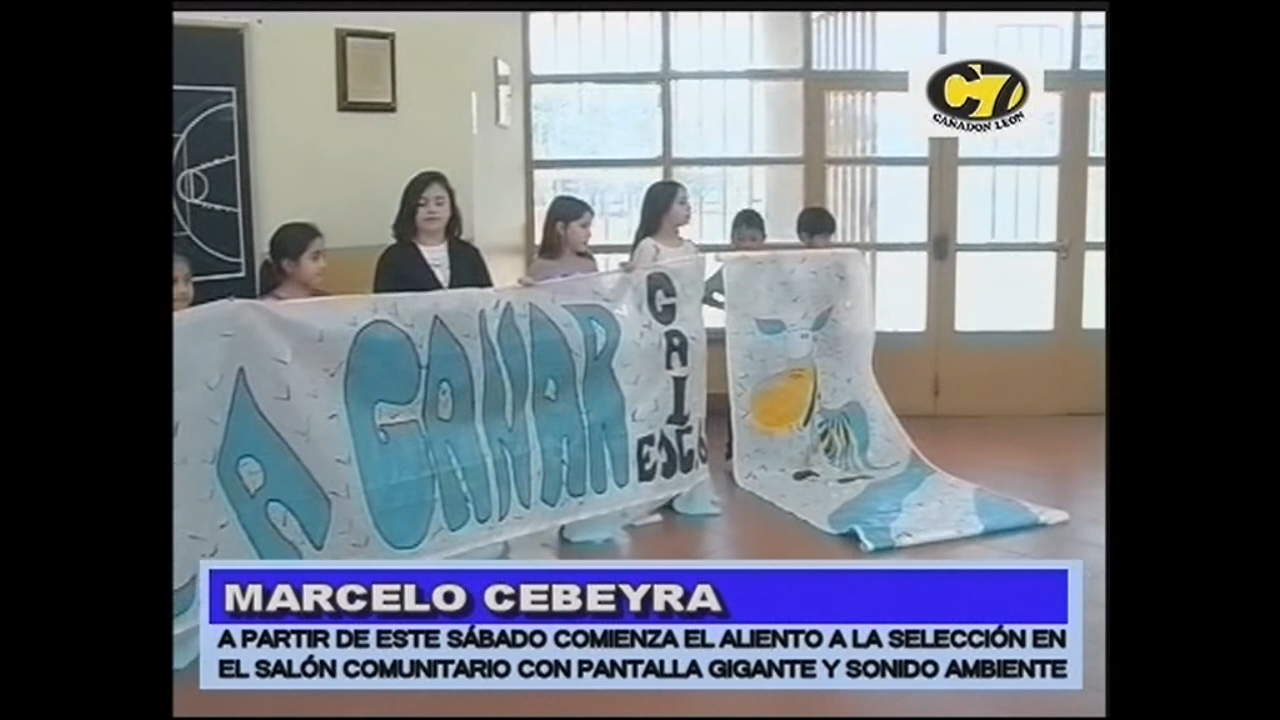 C7
CAÑADON LEON
A GANAR
CAI
MARCELO CEBEYRA
A PARTIR DE ESTE SÁBADO COMIENZA EL ALIENTO A LA SELECCIÓN EN
EL SALÓN COMUNITARIO CON PANTALLA GIGANTE Y SONIDO AMBIENTE